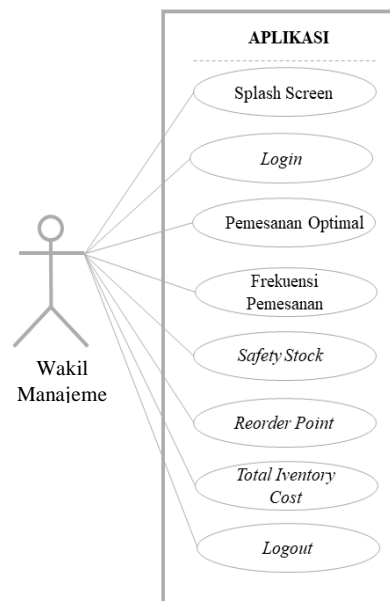 APLIKASI
Splash Screen
Login
Pemesanan Optimal
Frekuensi
Pemesanan
Safety Stock
Reorder Point
Total Iventory
Cost
Logout
Wakil
Manajeme